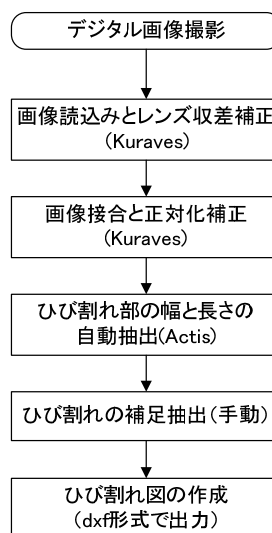 デジタル画像撮影
画像読込みとレンズ収差補正
(Kuraves)
画像接合と正対化補正
(Kuraves)
ひび割れ部の幅と長さの
自動抽出(Actis)
ひび割れの補足抽出(手動)
ひび割れ図の作成
(dxf形式で出力)